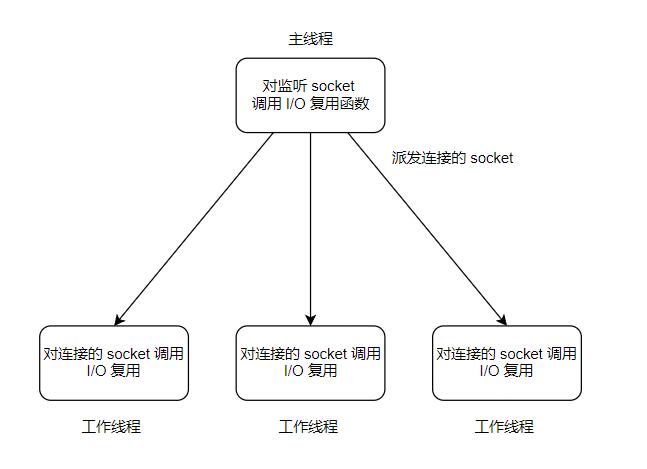 主线程
对监听 socket
调用 I/O 复用函数
派发连接的 socket
对连接的 socket 调用
I/O 复用
对连接的 socket 调用
I/O 复用
对连接的 socket 调用
I/O 复用
工作线程
工作线程
工作线程